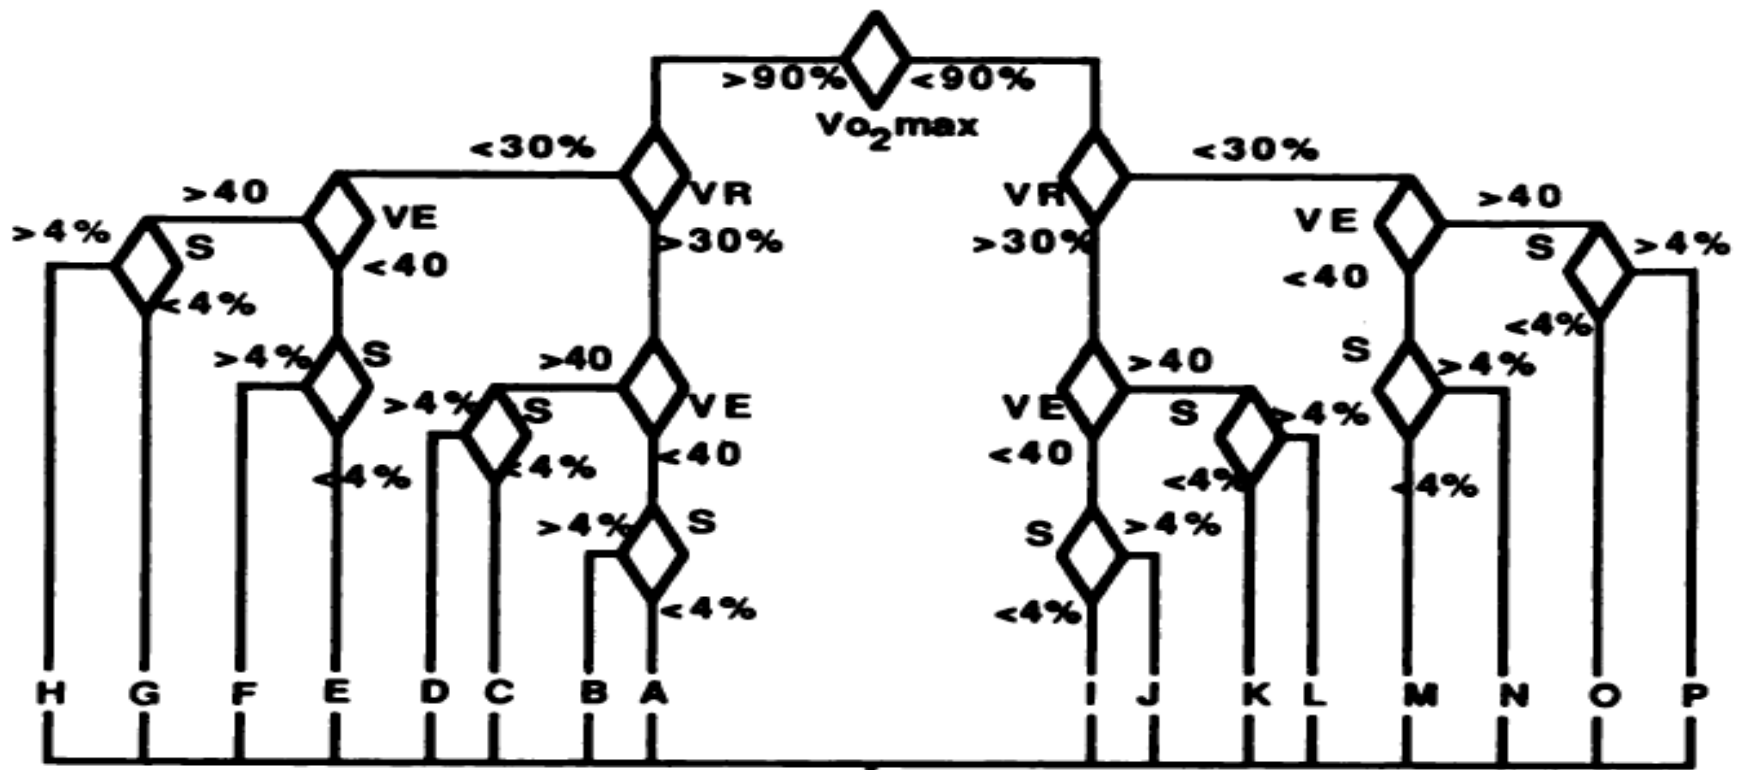 >90% <90%
Vo2max
<30% <30%
>40 VR VR >40
>4% S VE >30% >30% VE S >4%
<40 <40
<4% <4%
>4% S >40 >40 S >4%
>4% S VE VE S >4%
<4% <4% <40 <40 <4% <4%
>4% S S >4%
<4% <4%
H G F E D C B A I J K L M N O P